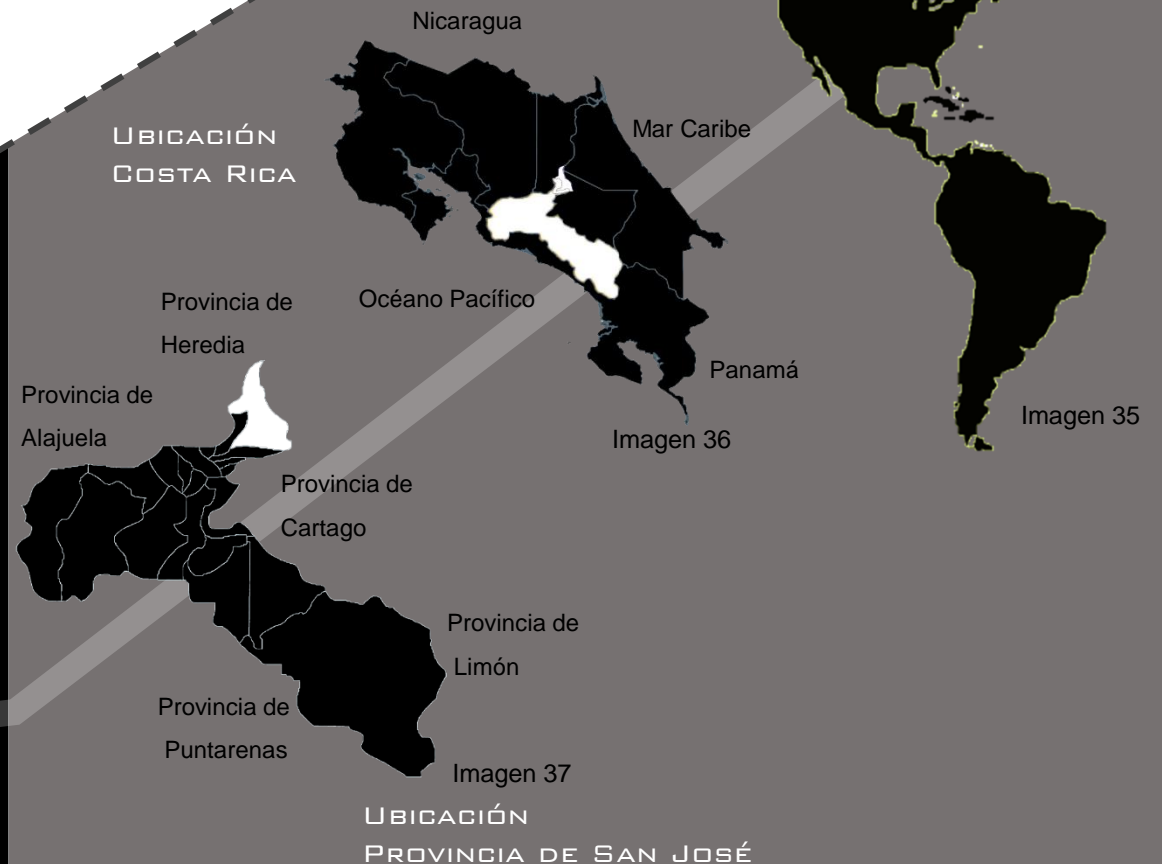 Nicaragua
UBICACIÓN
COSTA RICA
Mar Caribe
Océano Pacífico
Panamá
Imagen 36
Imagen 35
Provincia de
Heredia
Provincia de
Alajuela
Provincia de
Cartago
Provincia de
Limón
Provincia de
Puntarenas
Imagen 37
UBICACIÓN
PROVINCIA DE SAN JOSÉ